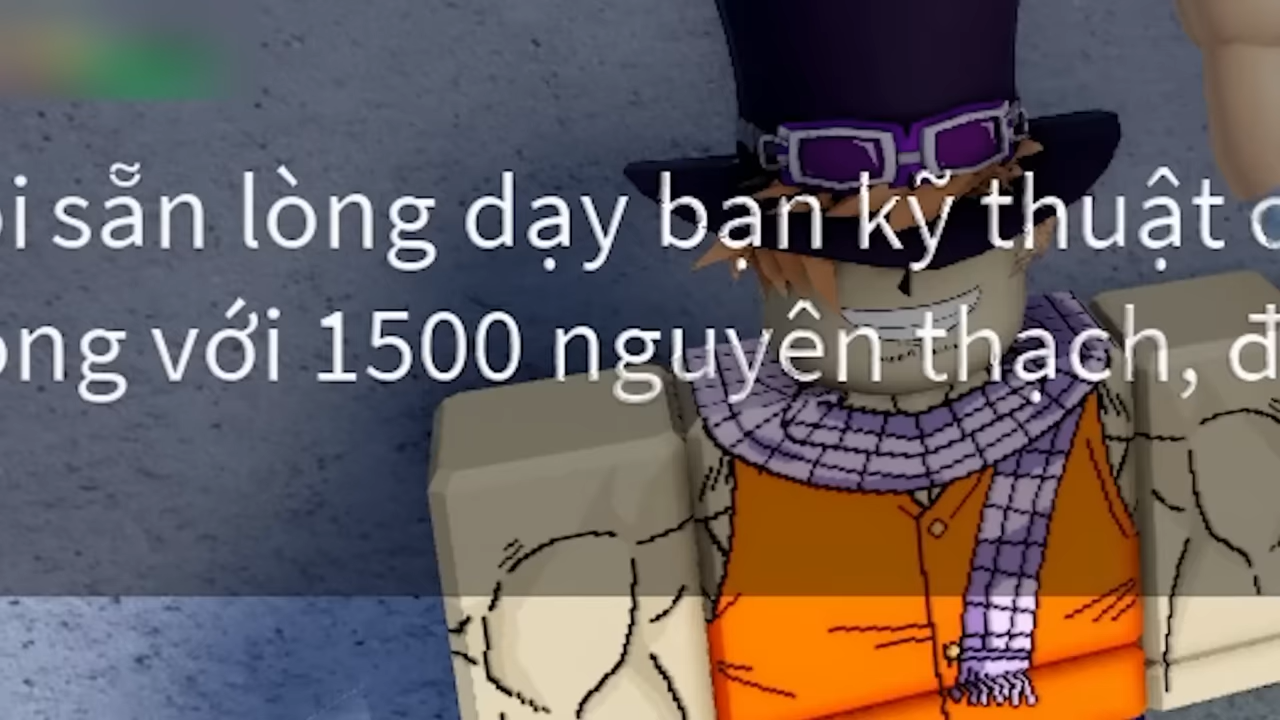 sẵn lòng dạy bạn kỹ thuật
với 1500 nguyên thạch,